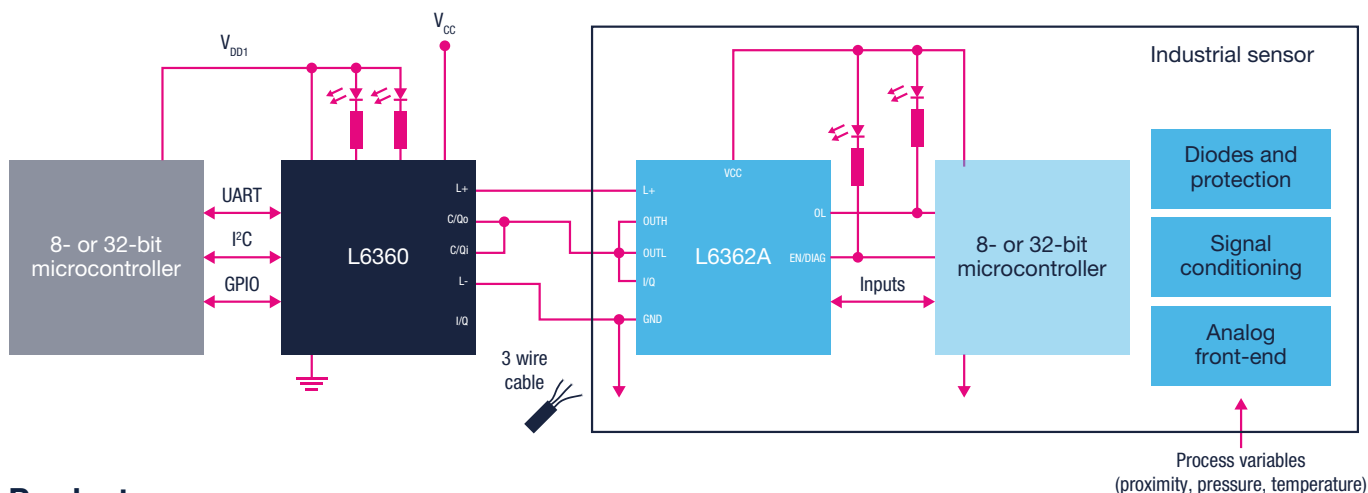 V_DD1
V_CC
Industrial sensor
8- or 32-bit
microcontroller
UART
I²C
GPIO
L6360
L+
C/Qo
C/Qi
L-
I/Q
3 wire
cable
L+
OUTH
OUTL
I/Q
GND
VCC
L6362A
OL
EN/DIAG
Inputs
8- or 32-bit
microcontroller
Diodes and
protection
Signal
conditioning
Analog
front-end
Process variables
(proximity, pressure, temperature)